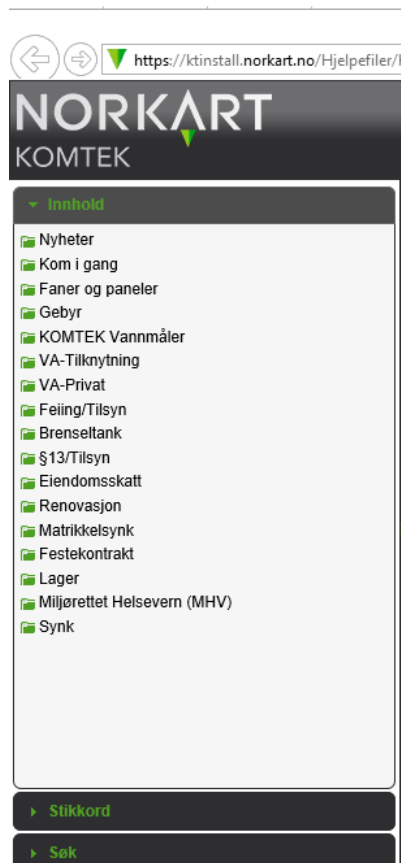 https://ktinstall.norkart.no/Hjelpefiler/
NORKART
KOMTEK
Innhold
Nyheter
Kom i gang
Faner og paneler
Gebyr
KOMTEK Vannmåler
VA-Tilknytning
VA-Privat
Feiing/Tilsyn
Brenseltank
§13/Tilsyn
Eiendomsskatt
Renovasjon
Matrikkelsynk
Festekontrakt
Lager
Miljørettet Helsevern (MHV)
Synk
Stikkord
Søk